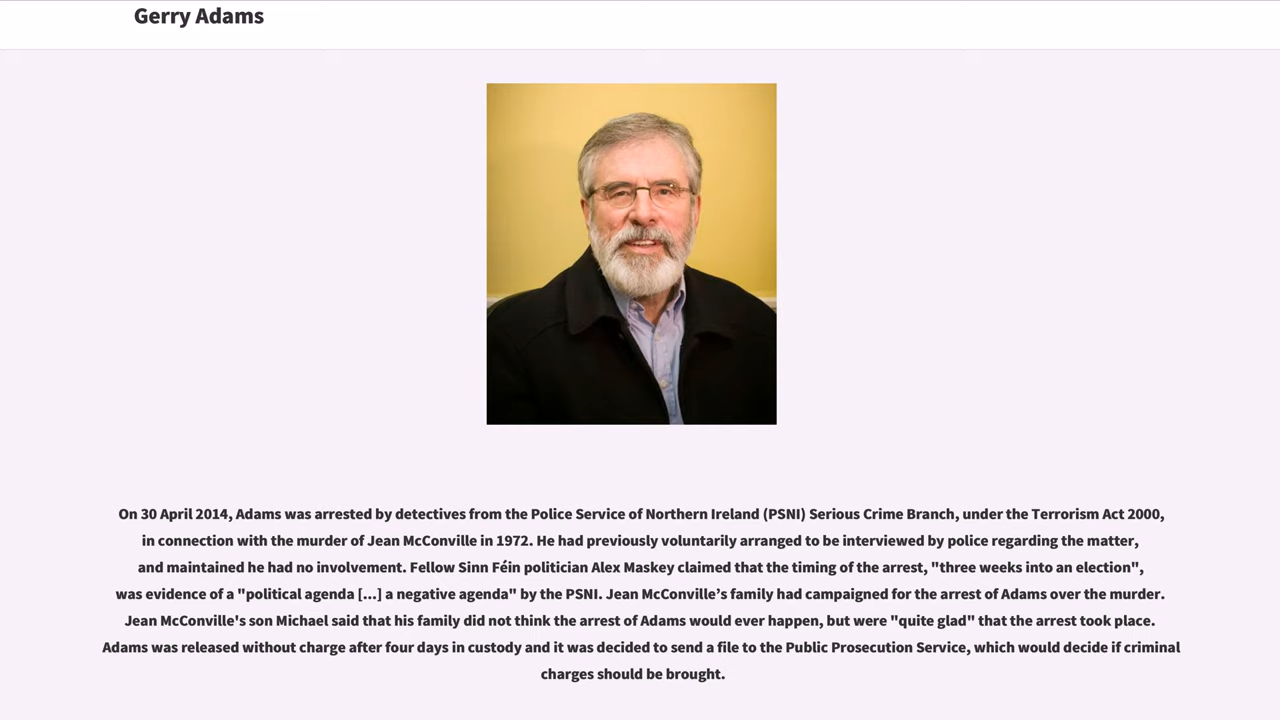 Gerry Adams
On 30 April 2014, Adams was arrested by detectives from the Police Service of Northern Ireland (PSNI) Serious Crime Branch, under the Terrorism Act 2000,
in connection with the murder of Jean McConville in 1972. He had previously voluntarily arranged to be interviewed by police regarding the matter,
and maintained he had no involvement. Fellow Sinn Féin politician Alex Maskey claimed that the timing of the arrest, "three weeks into an election",
was evidence of a "political agenda [...] a negative agenda" by the PSNI. Jean McConville’s family had campaigned for the arrest of Adams over the murder.
Jean McConville's son Michael said that his family did not think the arrest of Adams would ever happen, but were "quite glad" that the arrest took place.
Adams was released without charge after four days in custody and it was decided to send a file to the Public Prosecution Service, which would decide if criminal
charges should be brought.